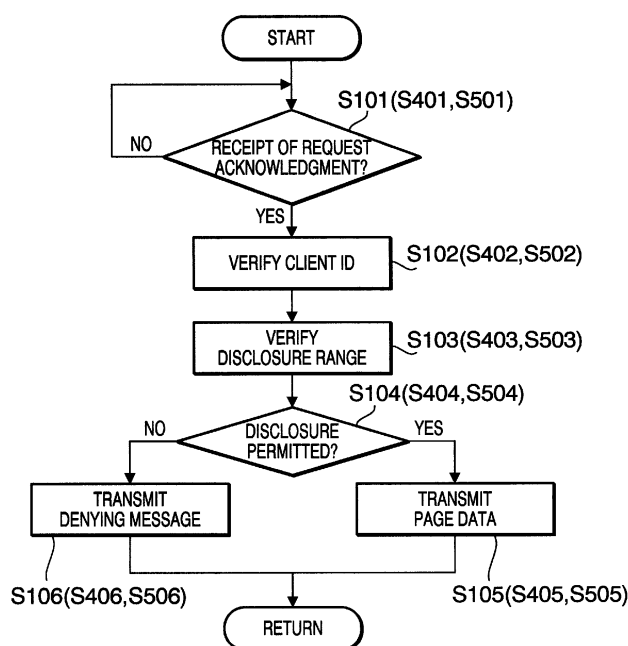 START
S101(S401,S501)
NO
RECEIPT OF REQUEST
ACKNOWLEDGMENT?
YES
VERIFY CLIENT ID
S102(S402,S502)
VERIFY
DISCLOSURE RANGE
S103(S403,S503)
S104(S404,S504)
NO
DISCLOSURE
PERMITTED?
YES
TRANSMIT
DENYING MESSAGE
TRANSMIT
PAGE DATA
S106(S406,S506)
S105(S405,S505)
RETURN